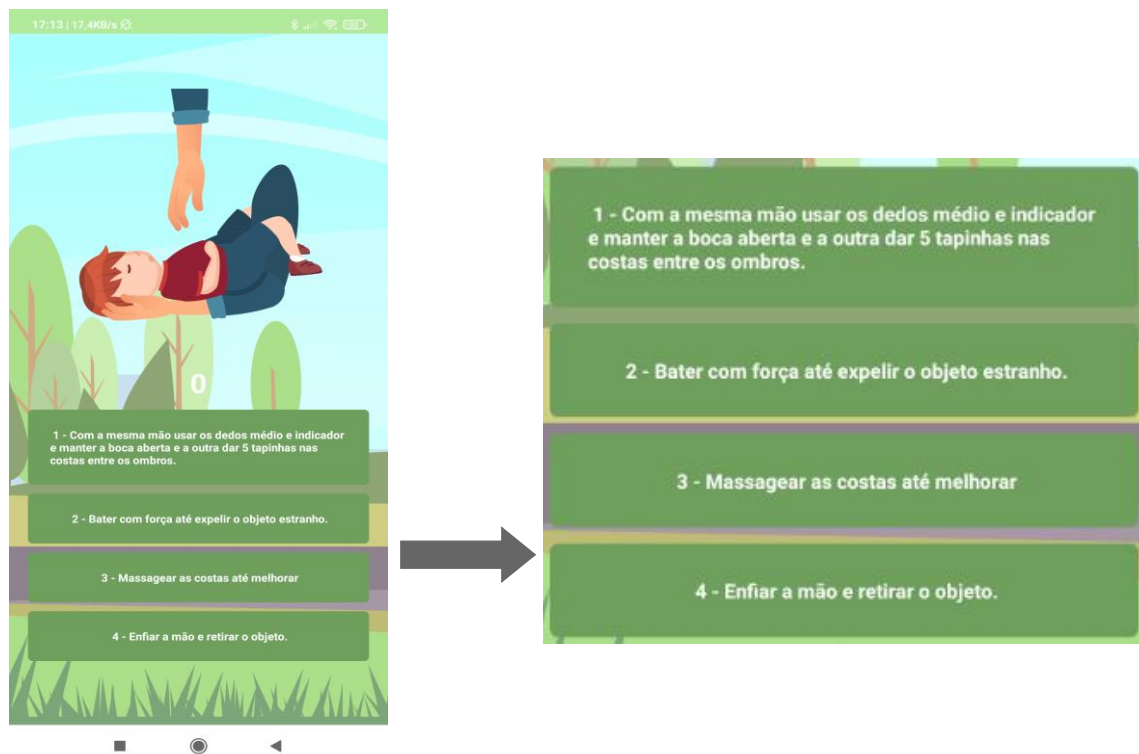 17:13 | 17,4KB/s
0
1 - Com a mesma mão usar os dedos médio e indicador
e manter a boca aberta e a outra dar 5 tapinhas nas
costas entre os ombros.
2 - Bater com força até expelir o objeto estranho.
3 - Massagear as costas até melhorar
4 - Enfiar a mão e retirar o objeto.
1 - Com a mesma mão usar os dedos médio e indicador
e manter a boca aberta e a outra dar 5 tapinhas nas
costas entre os ombros.
2 - Bater com força até expelir o objeto estranho.
3 - Massagear as costas até melhorar
4 - Enfiar a mão e retirar o objeto.